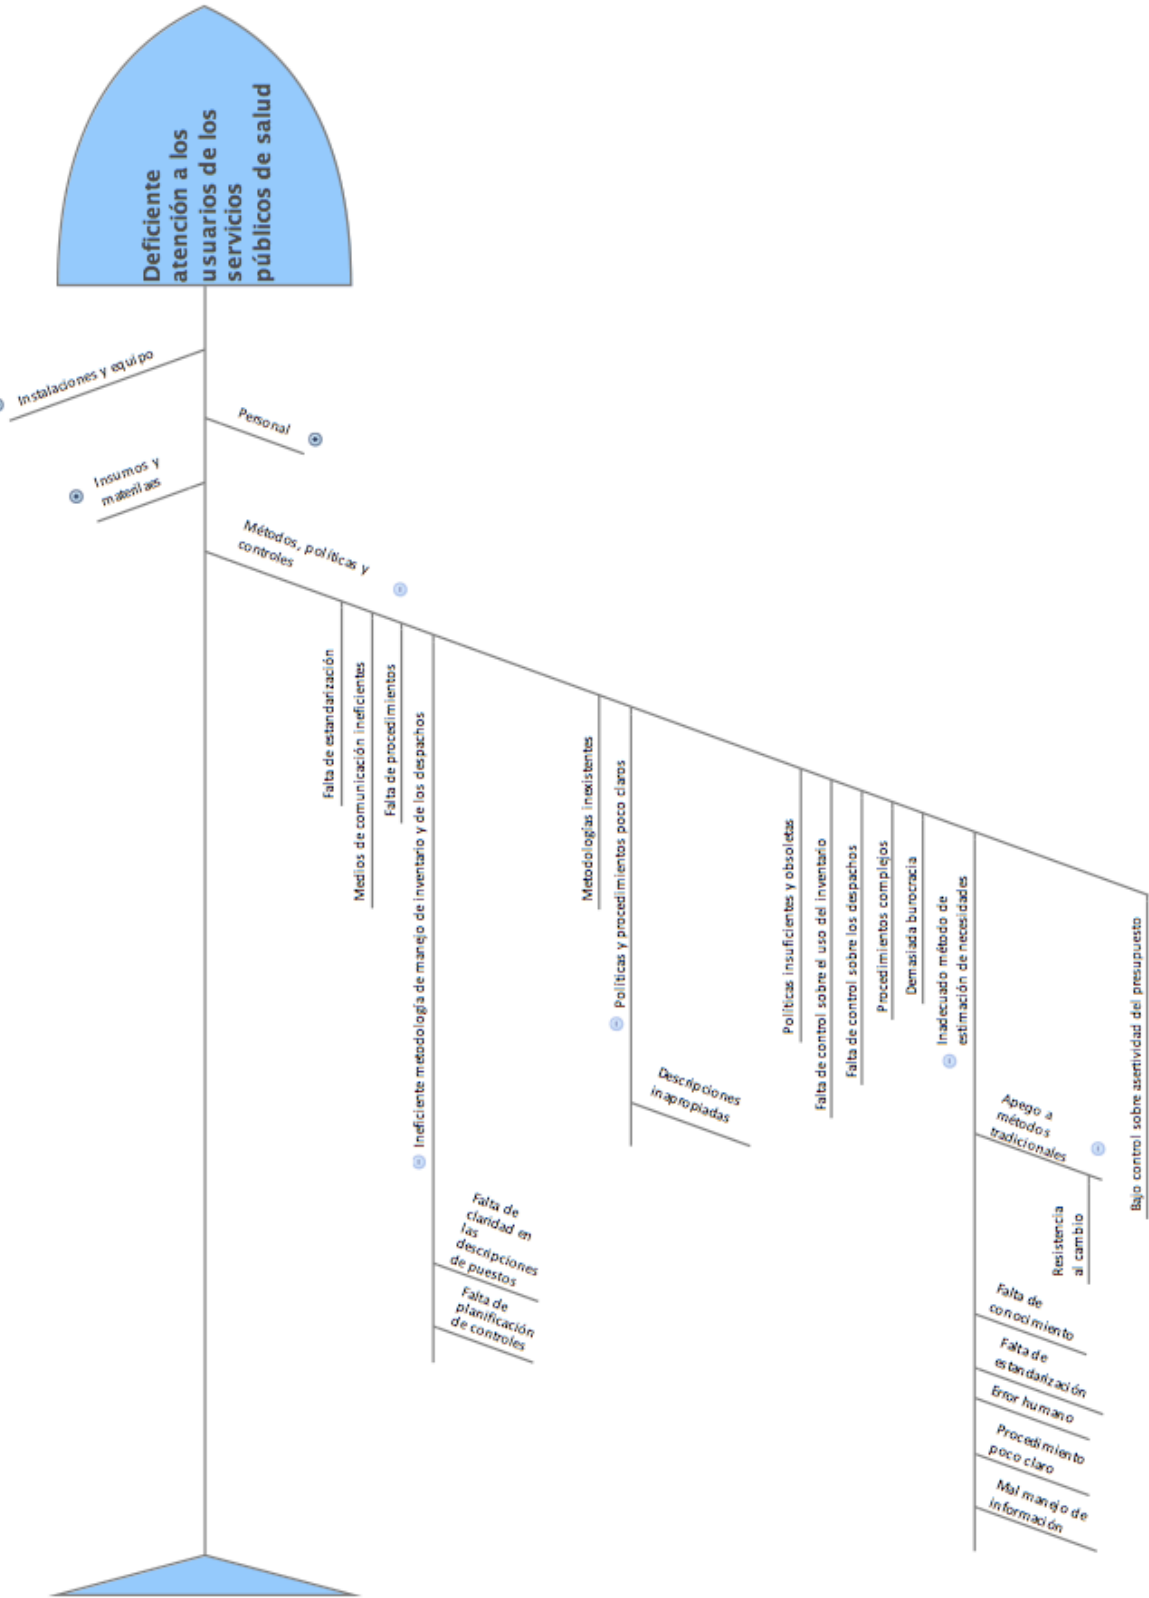 Deficiente
atención a los
usuarios de los
servicios
públicos de salud
Instalaciones y equipo
Personal
Insumos y
materilaes
Métodos, políticas y
controles
Falta de estandarización
Medios de comunicación ineficientes
Falta de procedimientos
Ineficiente metodología de manejo de inventario y de los despachos
Falta de
claridad en
las
descripciones
de puestos
Falta de
planificación
de controles
Metodologías inexistentes
Políticas y procedimientos poco claros
Descripciones
inapropiadas
Políticas insuficientes y obsoletas
Falta de control sobre el uso del inventario
Falta de control sobre los despachos
Procedimientos complejos
Demasiada burocracia
Inadecuado método de
estimación de necesidades
Apego a
métodos
tradicionales
Resistencia
al cambio
Falta de
conocimiento
Falta de
estandarización
Error humano
Procedimiento
poco claro
Mal manejo de
información
Bajo control sobre asertividad del presupuesto